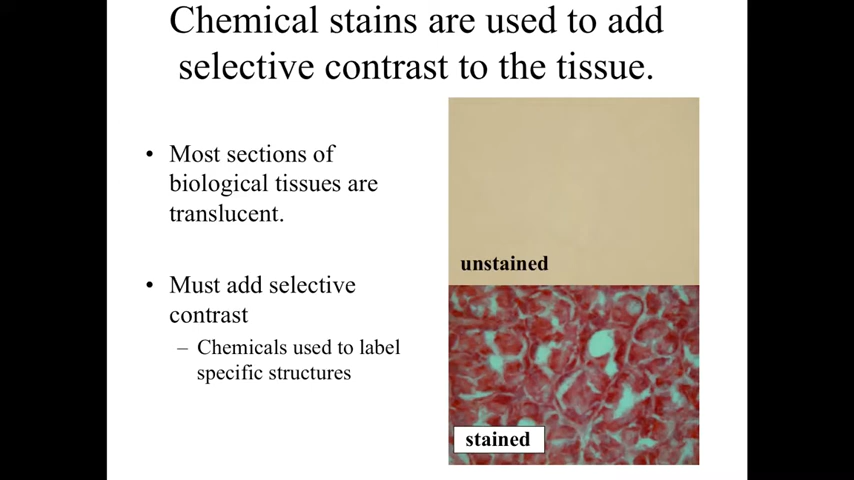 Chemical stains are used to add
selective contrast to the tissue.
• Most sections of
biological tissues are
translucent.
• Must add selective
contrast
– Chemicals used to label
specific structures
unstained
stained